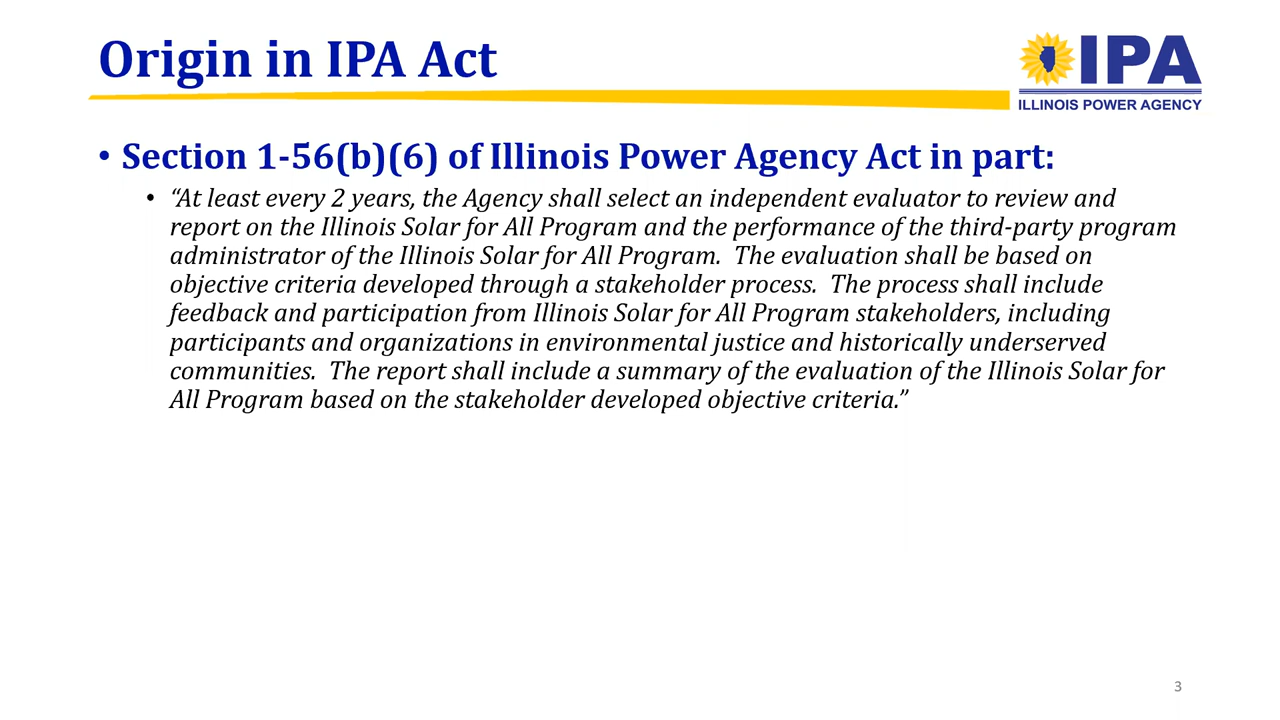 Origin in IPA Act
IPA
ILLINOIS POWER AGENCY
• Section 1-56(b)(6) of Illinois Power Agency Act in part:
• “At least every 2 years, the Agency shall select an independent evaluator to review and
report on the Illinois Solar for All Program and the performance of the third-party program
administrator of the Illinois Solar for All Program.  The evaluation shall be based on
objective criteria developed through a stakeholder process.  The process shall include
feedback and participation from Illinois Solar for All Program stakeholders, including
participants and organizations in environmental justice and historically underserved
communities.  The report shall include a summary of the evaluation of the Illinois Solar for
All Program based on the stakeholder developed objective criteria.”
3